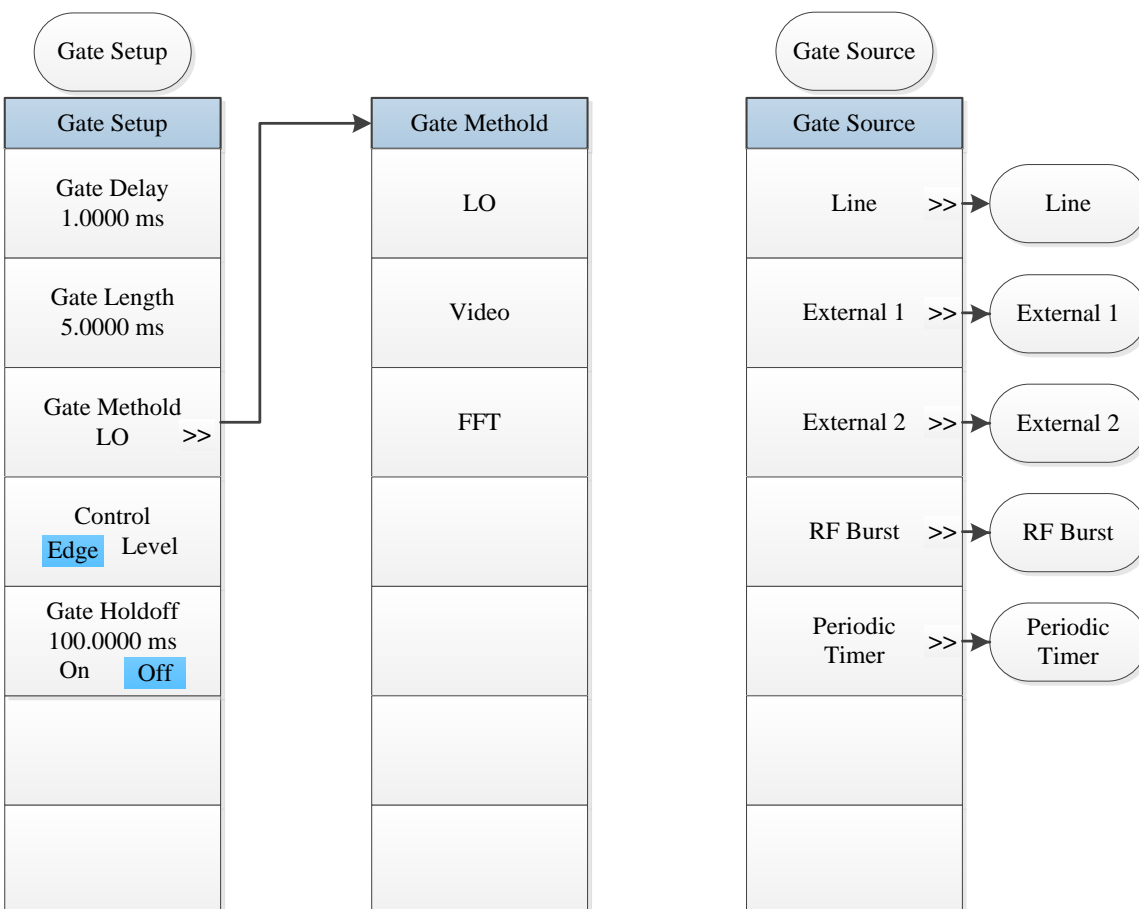 Gate Setup
Gate Setup
Gate Delay
1.0000 ms
Gate Length
5.0000 ms
Gate Methold
LO >>
Control
Edge Level
Gate Holdoff
100.0000 ms
On Off
Gate Methold
LO
Video
FFT
Gate Source
Gate Source
Line >>
Line
External 1 >>
External 1
External 2 >>
External 2
RF Burst >>
RF Burst
Periodic
Timer >>
Periodic
Timer